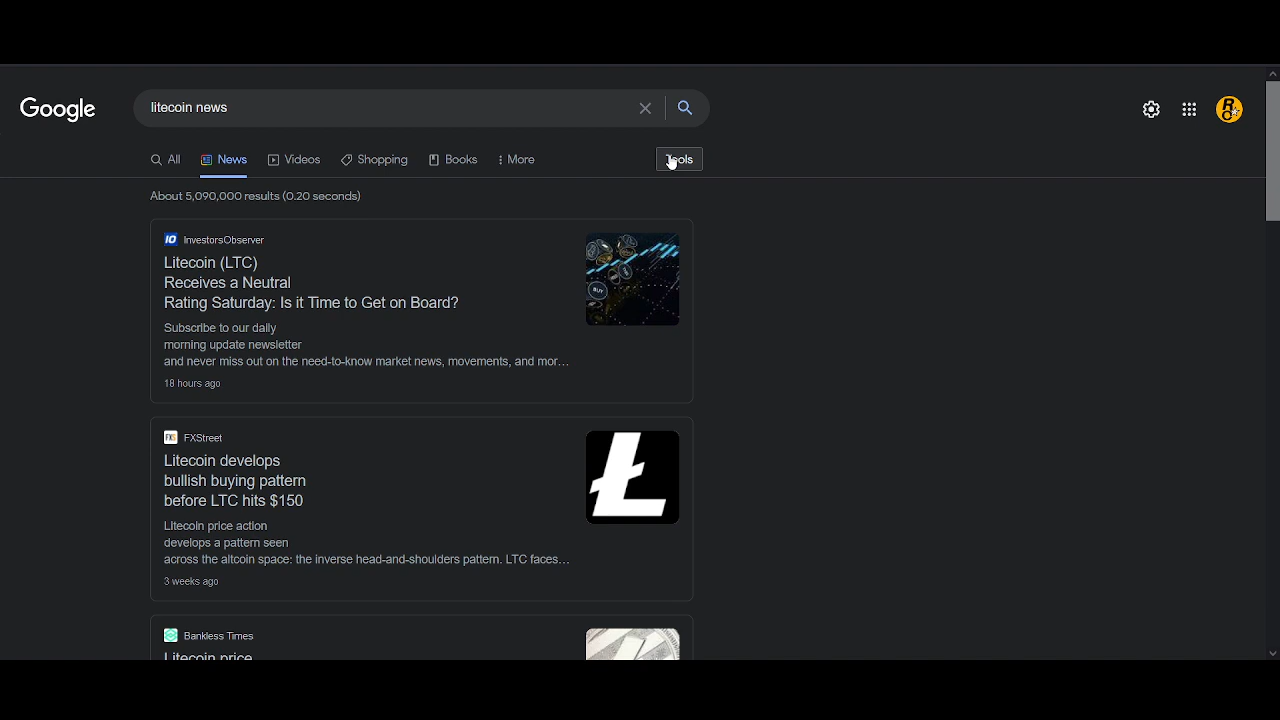 Google
litecoin news
All
News
Videos
Shopping
Books
More
Tools
About 5,090,000 results (0.20 seconds)
InvestorsObserver
Litecoin (LTC)
Receives a Neutral
Rating Saturday: Is it Time to Get on Board?
Subscribe to our daily
morning update newsletter
and never miss out on the need-to-know market news, movements, and mor...
18 hours ago
FXStreet
Litecoin develops
bullish buying pattern
before LTC hits $150
Litecoin price action
develops a pattern seen
across the altcoin space: the inverse head-and-shoulders pattern. LTC faces...
3 weeks ago
Bankless Times
Litecoin price